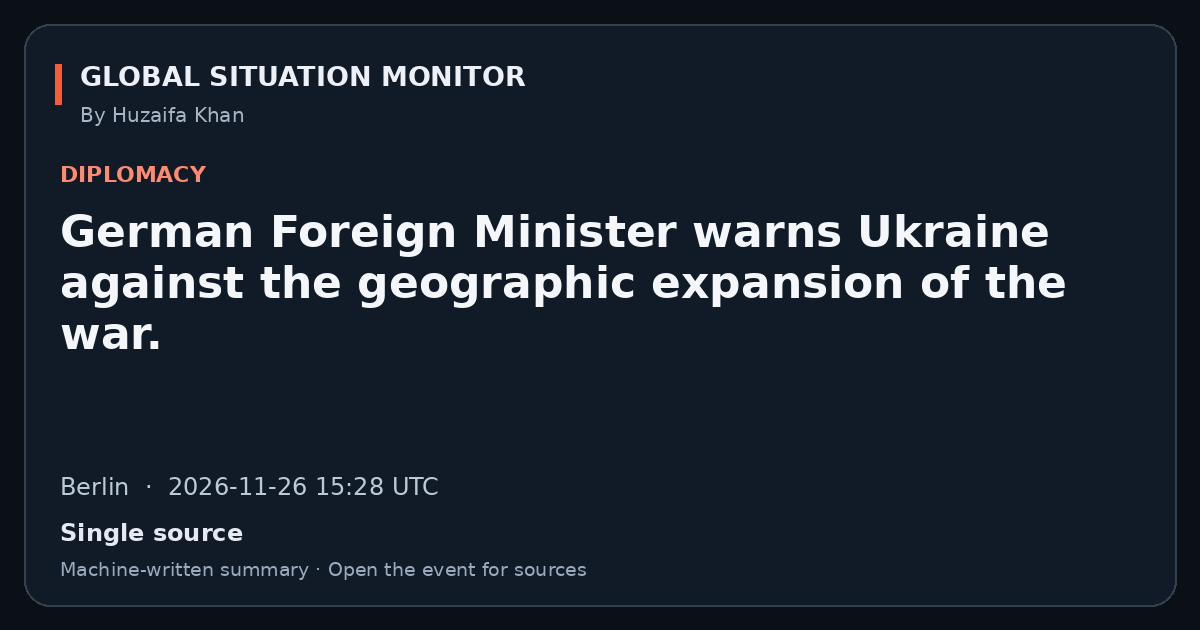 GLOBAL SITUATION MONITOR
By Huzaifa Khan
DIPLOMACY
German Foreign Minister warns Ukraine
against the geographic expansion of the
war.
Berlin · 2026-11-26 15:28 UTC
Single source
Machine-written summary · Open the event for sources